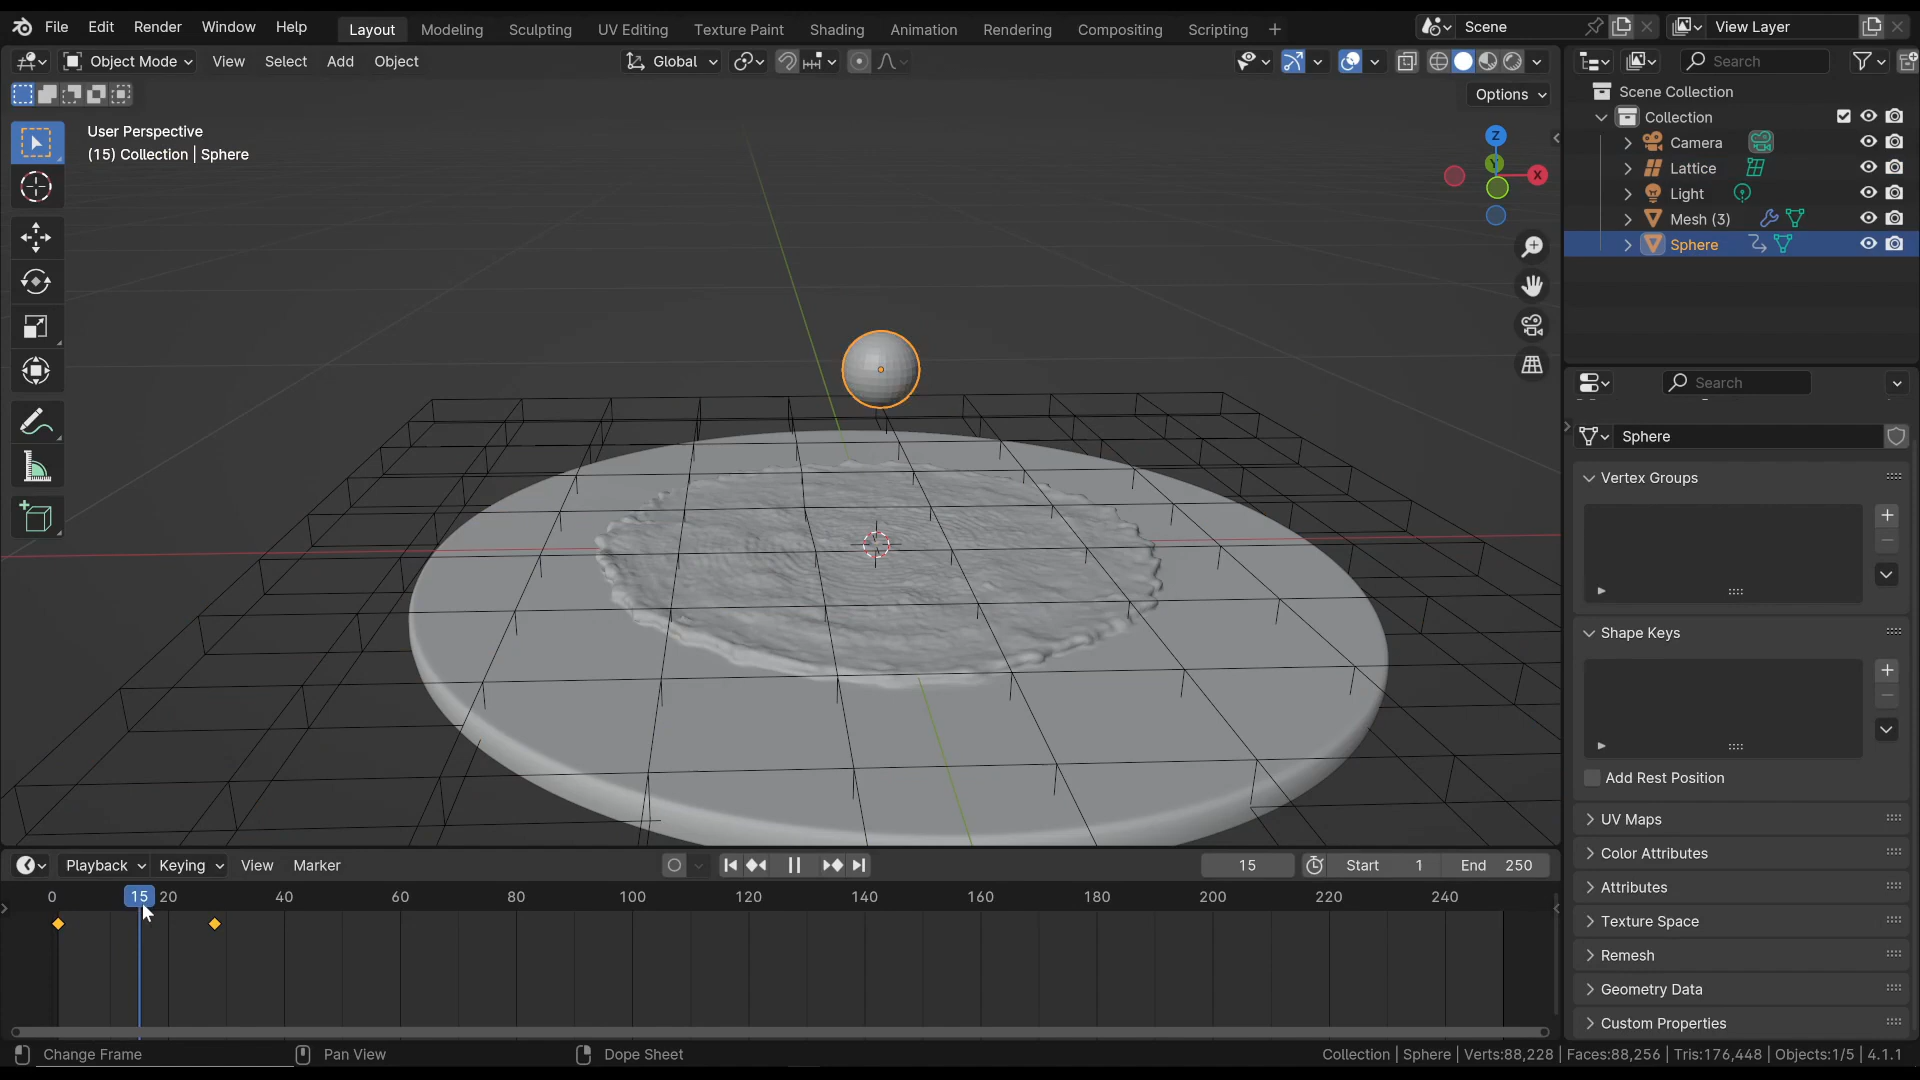 File Edit Render Window Help Layout Modeling Sculpting UV Editing Texture Paint Shading Animation Rendering Compositing Scripting + Scene View Layer
Object Mode View Select Add Object Global Search
Options
User Perspective
(15) Collection | Sphere
Z
Y
X
Scene Collection
Collection
Camera
Lattice
Light
Mesh (3)
Sphere
Search
Sphere
Vertex Groups
Shape Keys
Add Rest Position
UV Maps
Color Attributes
Attributes
Texture Space
Remesh
Geometry Data
Custom Properties
Playback Keying View Marker 15 Start 1 End 250
0 15 20 40 60 80 100 120 140 160 180 200 220 240
Change Frame Pan View Dope Sheet Collection | Sphere | Verts:88,228 | Faces:88,256 | Tris:176,448 | Objects:1/5 | 4.1.1